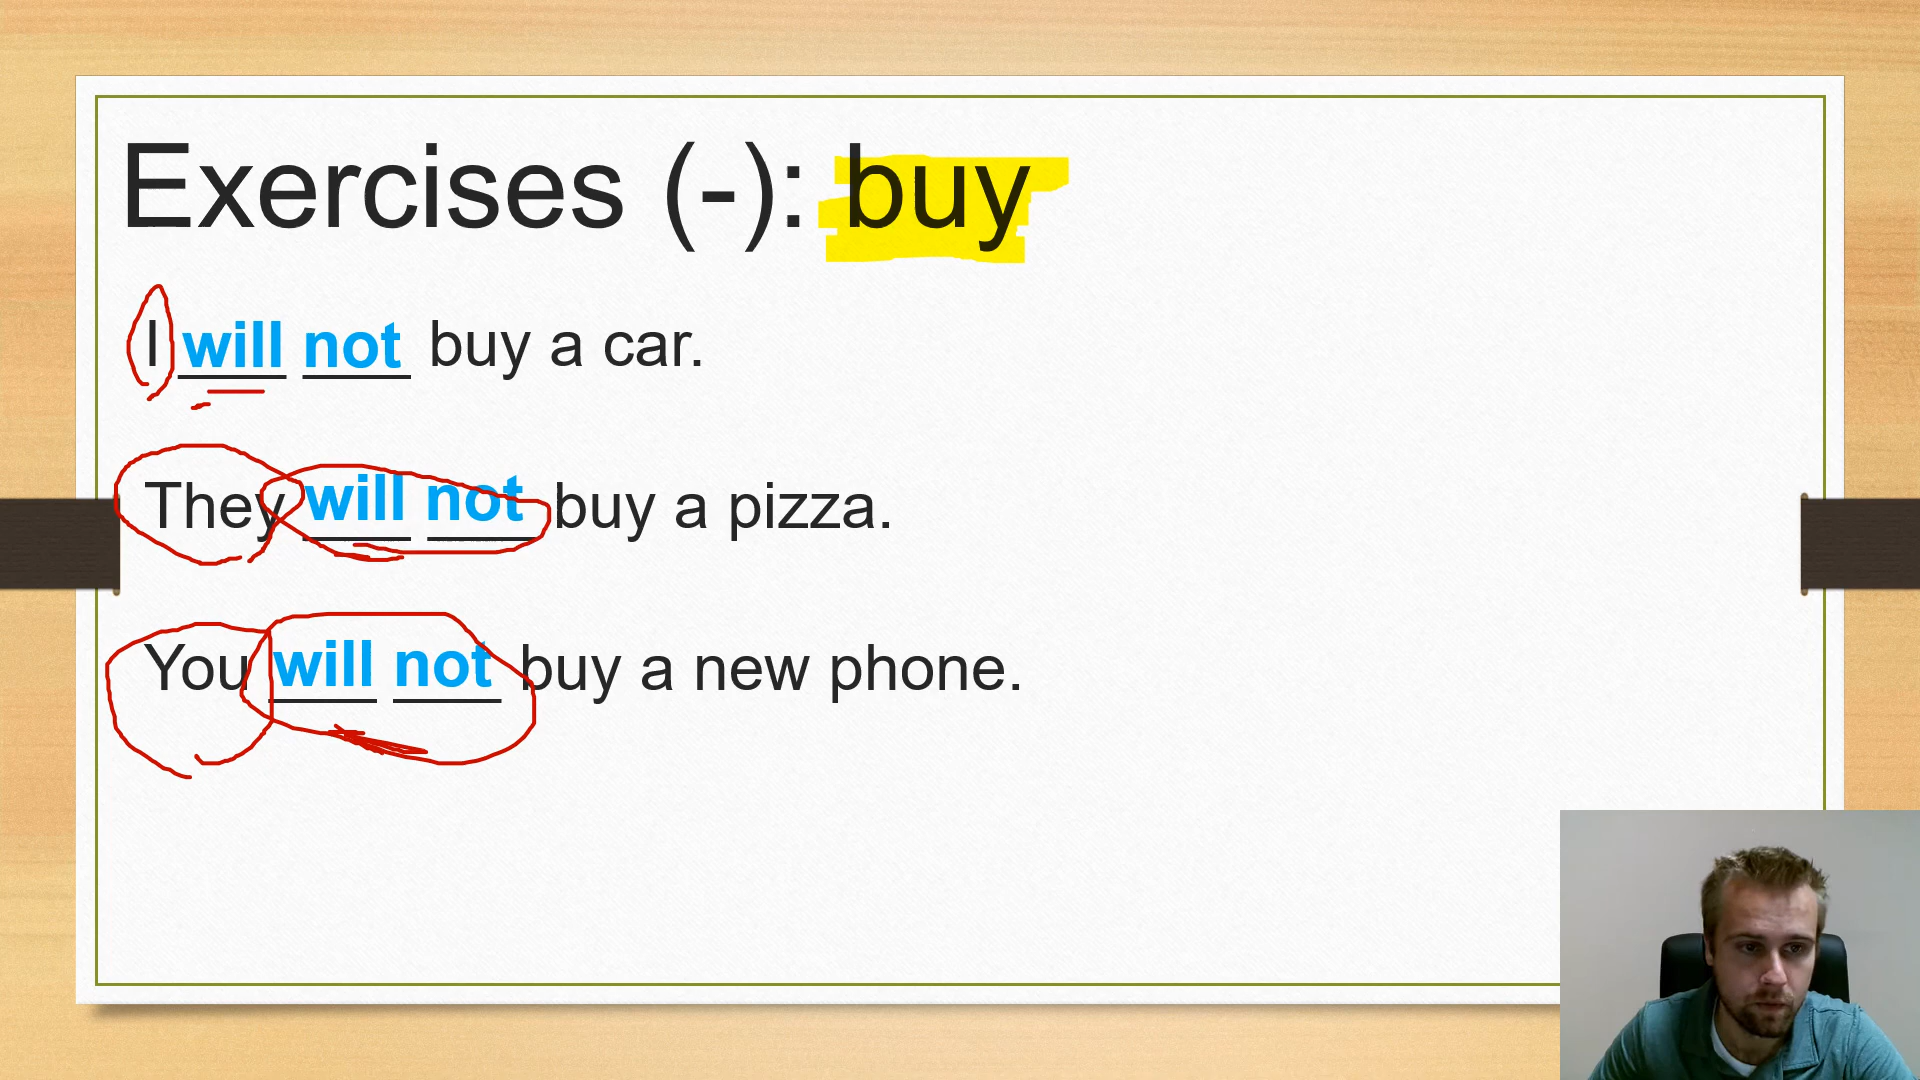 Exercises (-): buy
I will not buy a car.
They will not buy a pizza.
You will not buy a new phone.